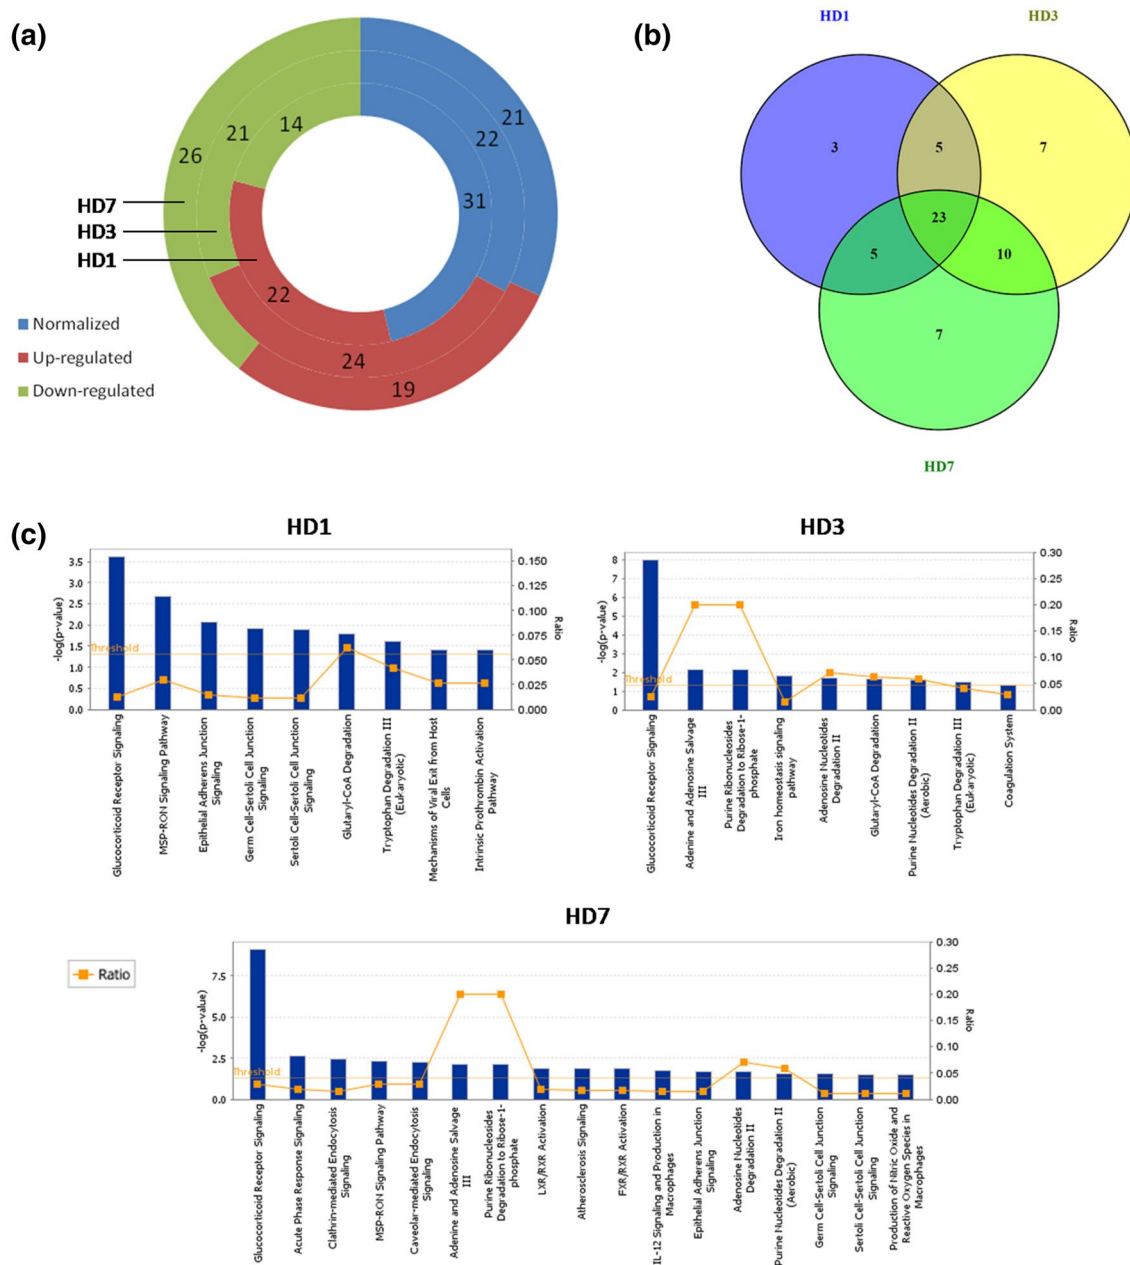 (a)
21
22
31
14
21
26
HD7
HD3
HD1
22
24
19
Normalized
Up-regulated
Down-regulated
(b)
HD1
HD3
3
5
7
23
5
10
7
HD7
(c)
HD1
-log(p-value)
3.5
3.0
2.5
2.0
1.5
1.0
0.5
0.0
Threshold
0.150
0.125
0.100
0.075
0.050
0.025
0.000
Ratio
Glucocorticoid Receptor Signaling
MSP-RON Signaling Pathway
Epithelial Adherens Junction
Signaling
Germ Cell-Sertoli Cell Junction
Signaling
Sertoli Cell-Sertoli Cell Junction
Signaling
Glutaryl-CoA Degradation
Tryptophan Degradation III
(Eukaryotic)
Mechanisms of Viral Exit from Host
Cells
Intrinsic Prothrombin Activation
Pathway
HD3
-log(p-value)
8
7
6
5
4
3
2
1
0
Threshold
0.30
0.25
0.20
0.15
0.10
0.05
0.00
Ratio
Glucocorticoid Receptor Signaling
Adenine and Adenosine Salvage
III
Purine Ribonucleosides
Degradation to Ribose-1-
phosphate
Iron homeostasis signaling
pathway
Adenosine Nucleotides
Degradation II
Glutaryl-CoA Degradation
Purine Nucleotides Degradation II
(Aerobic)
Tryptophan Degradation III
(Eukaryotic)
Coagulation System
HD7
Ratio
-log(p-value)
7.5
5.0
2.5
0.0
Threshold
0.30
0.25
0.20
0.15
0.10
0.05
0.00
Ratio
Glucocorticoid Receptor Signaling
Acute Phase Response Signaling
Clathrin-mediated Endocytosis
Signaling
MSP-RON Signaling Pathway
Caveolar-mediated Endocytosis
Signaling
Adenine and Adenosine Salvage
III
Purine Ribonucleosides
Degradation to Ribose-1-
phosphate
LXR/RXR Activation
Atherosclerosis Signaling
FXR/RXR Activation
IL-12 Signaling and Production in
Macrophages
Epithelial Adherens Junction
Signaling
Adenosine Nucleotides
Degradation II
Purine Nucleotides Degradation II
(Aerobic)
Germ Cell-Sertoli Cell Junction
Signaling
Sertoli Cell-Sertoli Cell Junction
Signaling
Production of Nitric Oxide and
Reactive Oxygen Species in
Macrophages